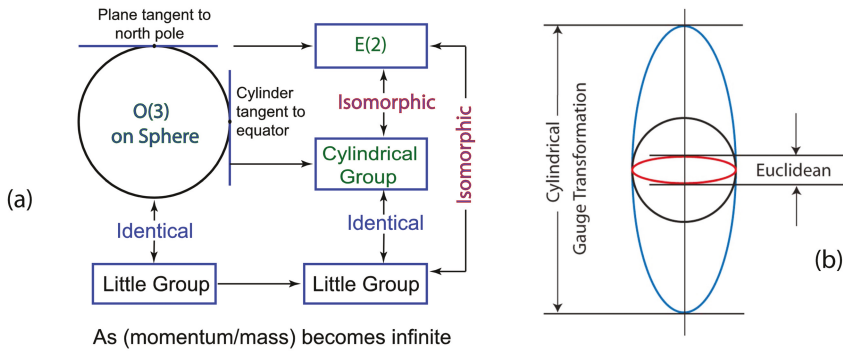 Plane tangent to
north pole
E(2)
O(3)
on Sphere
Cylinder
tangent to
equator
Isomorphic
Isomorphic
Cylindrical
Group
(a)
Identical
Identical
Little Group
Little Group
As (momentum/mass) becomes infinite
Cylindrical
Gauge Transformation
Euclidean
(b)